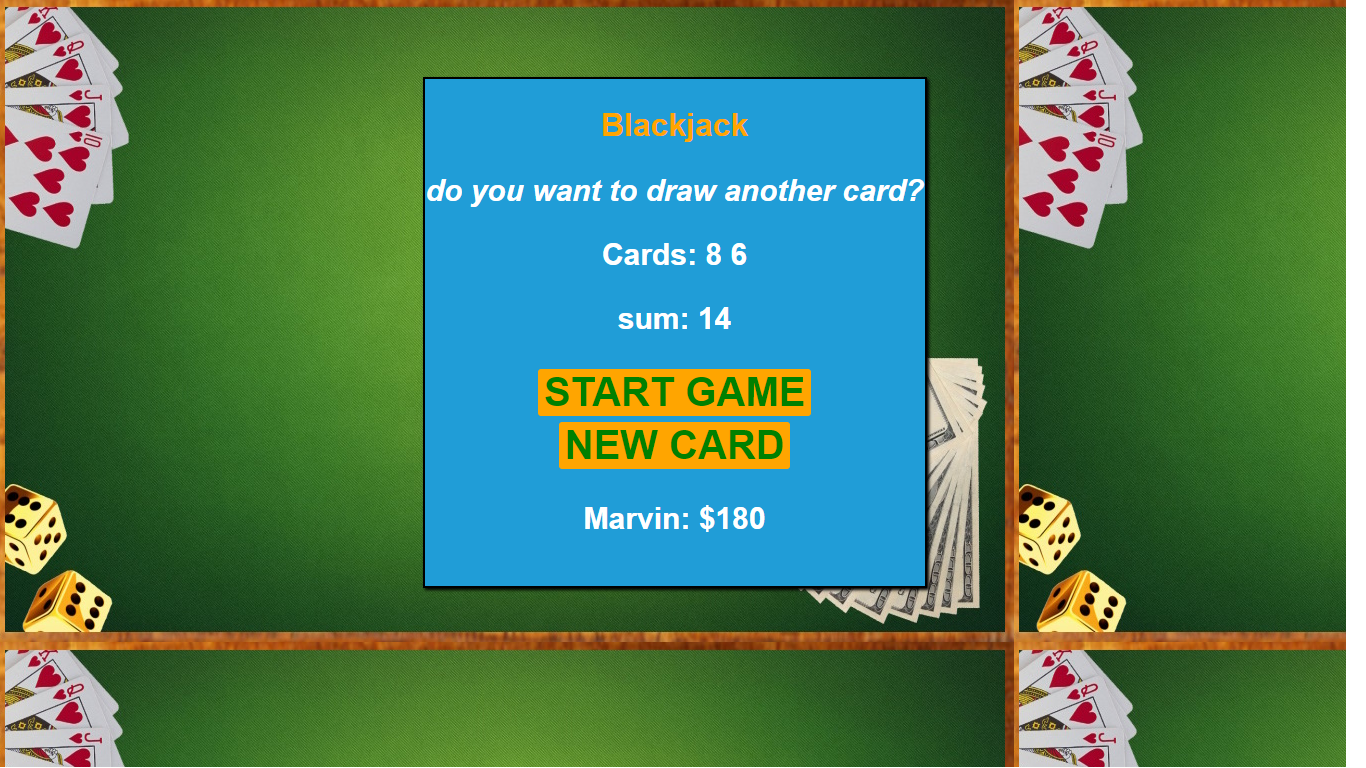 Blackjack
do you want to draw another card?
Cards: 8 6
sum: 14
START GAME
NEW CARD
Marvin: $180